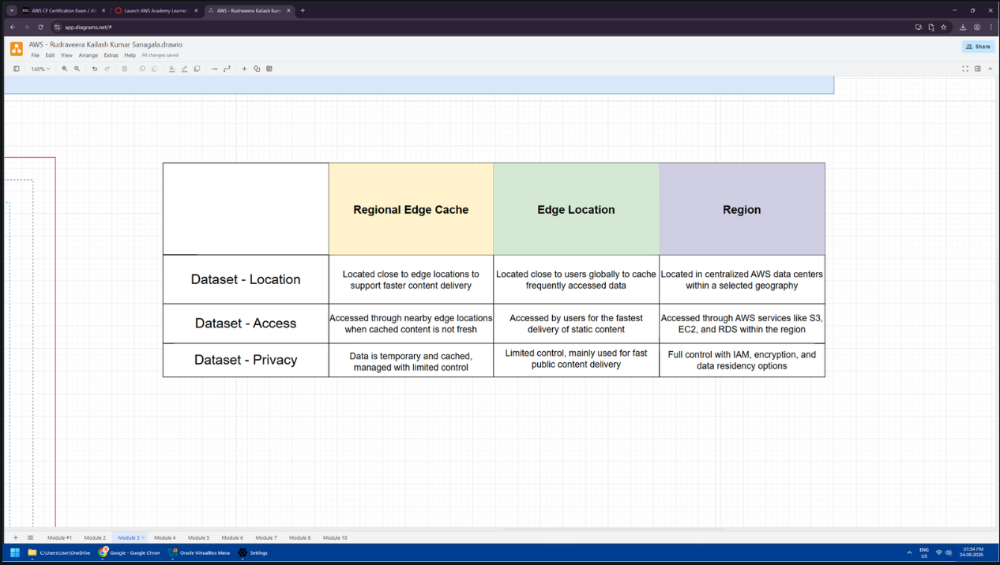 AWS CF Certification Exam / AW
Launch AWS Academy Learner
AWS - Rudraveera Kailash Kum
app.diagrams.net/#
AWS - Rudraveera Kailash Kumar Sanagala.drawio
File Edit View Arrange Extras Help All changes saved
Share
145%
Regional Edge Cache
Edge Location
Region
Dataset - Location
Located close to edge locations to
support faster content delivery
Located close to users globally to cache
frequently accessed data
Located in centralized AWS data centers
within a selected geography
Dataset - Access
Accessed through nearby edge locations
when cached content is not fresh
Accessed by users for the fastest
delivery of static content
Accessed through AWS services like S3,
EC2, and RDS within the region
Dataset - Privacy
Data is temporary and cached,
managed with limited control
Limited control, mainly used for fast
public content delivery
Full control with IAM, encryption, and
data residency options
Module #1 Module 2 Module 3 Module 4 Module 5 Module 6 Module 7 Module 8 Module 10
C:\Users\User\OneDrive
Google - Google Chrom
Oracle VirtualBox Mana
Settings
ENG
US
01:54 PM
24-06-2025